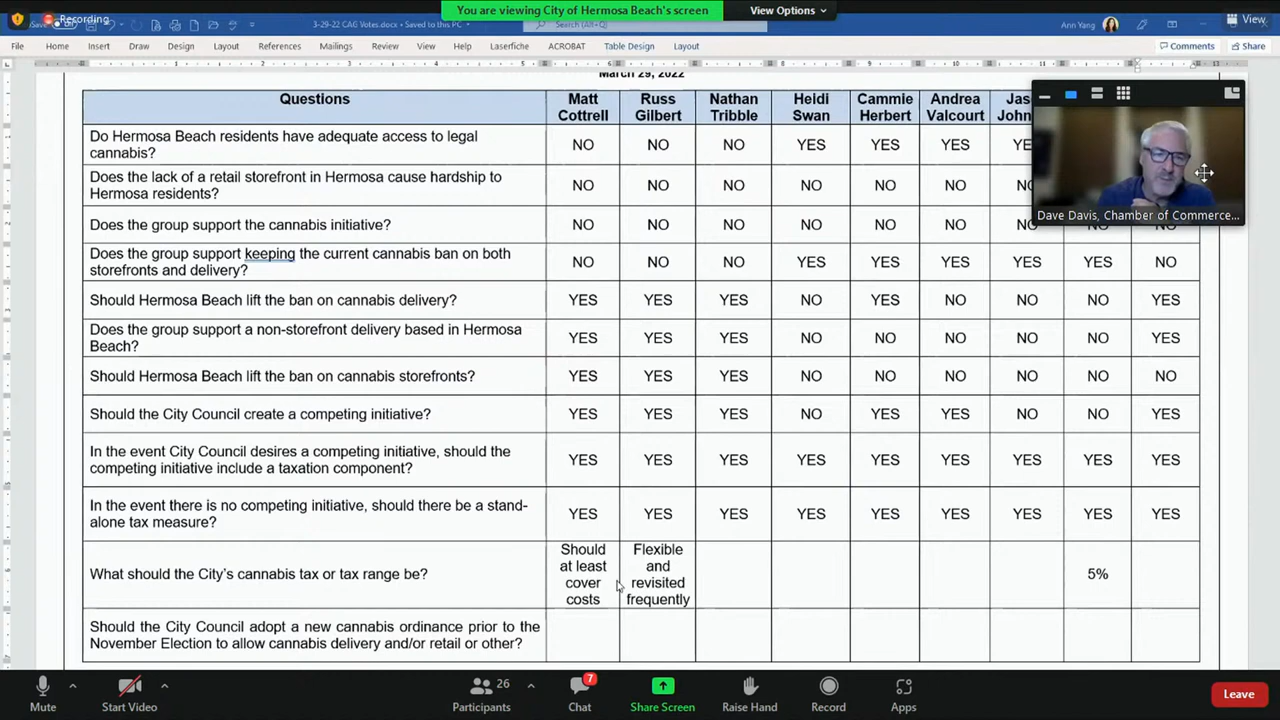 You are viewing City of Hermosa Beach's screen
View Options
Recording
3-29-22 CAG Votes.docx - Saved to this PC
Search (Alt+Q)
Ann Yang
View
File Home Insert Draw Design Layout References Mailings Review View Help Laserfiche ACROBAT Table Design Layout
Comments Share
March 29, 2022
Questions
Matt Cottrell
Russ Gilbert
Nathan Tribble
Heidi Swan
Cammie Herbert
Andrea Valcourt
Do Hermosa Beach residents have adequate access to legal
cannabis?
NO NO NO YES YES YES YE
Does the lack of a retail storefront in Hermosa cause hardship to
Hermosa residents?
NO NO NO NO NO NO
Dave Davis, Chamber of Commerce...
Does the group support the cannabis initiative?
NO NO NO NO NO NO NO NO NO
Does the group support keeping the current cannabis ban on both
storefronts and delivery?
NO NO NO YES YES YES YES YES NO
Should Hermosa Beach lift the ban on cannabis delivery?
YES YES YES NO YES NO NO NO YES
Does the group support a non-storefront delivery based in Hermosa
Beach?
YES YES YES NO NO NO NO NO YES
Should Hermosa Beach lift the ban on cannabis storefronts?
YES YES YES NO NO NO NO NO NO
Should the City Council create a competing initiative?
YES YES YES NO YES YES NO NO YES
In the event City Council desires a competing initiative, should the
competing initiative include a taxation component?
YES YES YES YES YES YES YES YES YES
In the event there is no competing initiative, should there be a stand-
alone tax measure?
YES YES YES YES YES YES YES YES YES
What should the City's cannabis tax or tax range be?
Should
at least
cover
costs
Flexible
and
revisited
frequently
5%
Should the City Council adopt a new cannabis ordinance prior to the
November Election to allow cannabis delivery and/or retail or other?
Mute
Start Video
26
Participants
7
Chat
Share Screen
Raise Hand
Record
Apps
Leave